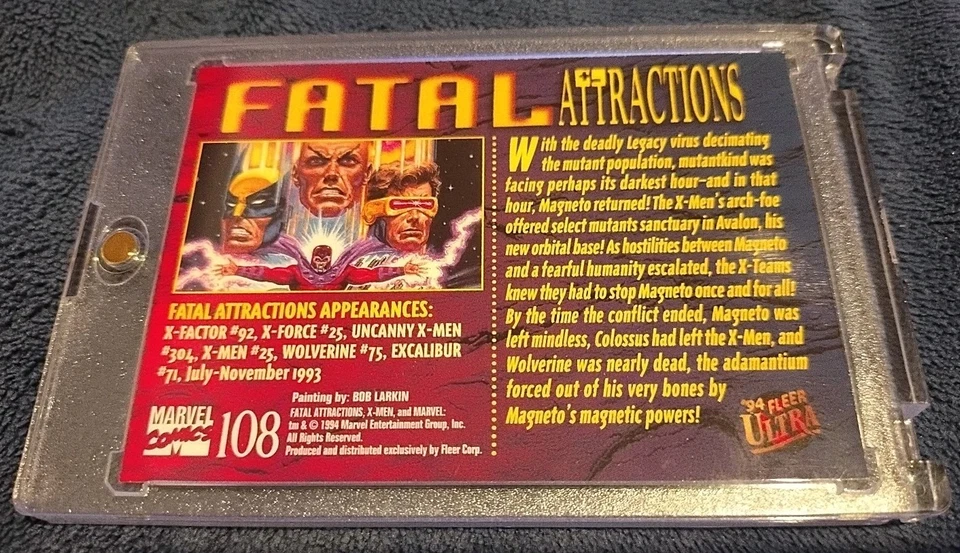 FATAL ATTRACTIONS
With the deadly Legacy virus decimating
the mutant population, mutantkind was
facing perhaps its darkest hour—and in that
hour, Magneto returned! The X-Men's arch-foe
offered select mutants sanctuary in Avalon, his
new orbital base! As hostilities between Magneto
and a fearful humanity escalated, the X-Teams
knew they had to stop Magneto once and for all!
By the time the conflict ended, Magneto was
left mindless, Colossus had left the X-Men, and
Wolverine was nearly dead, the adamantium
forced out of his very bones by
Magneto's magnetic powers!
FATAL ATTRACTIONS APPEARANCES:
X-FACTOR #92, X-FORCE #25, UNCANNY X-MEN
#304, X-MEN #25, WOLVERINE #75, EXCALIBUR
#71, July-November 1993
Painting by: BOB LARKIN
FATAL ATTRACTIONS, X-MEN, and MARVEL:
tm & © 1994 Marvel Entertainment Group, Inc.
All Rights Reserved.
Produced and distributed exclusively by Fleer Corp.
MARVEL
COMICS
108
'94 FLEER
ULTRA